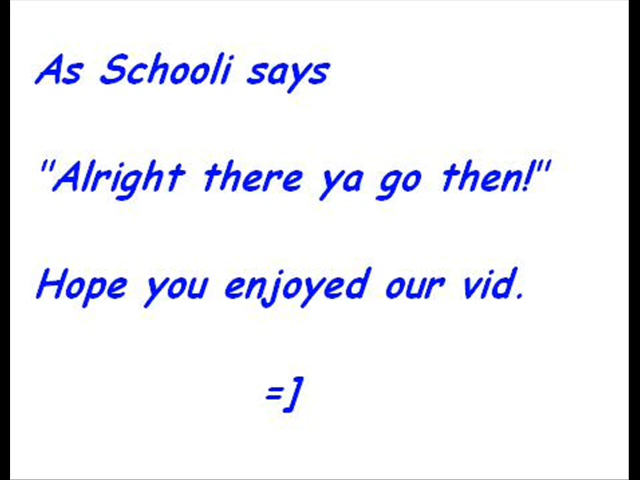 As Schooli says
"Alright there ya go then!"
Hope you enjoyed our vid.
=]